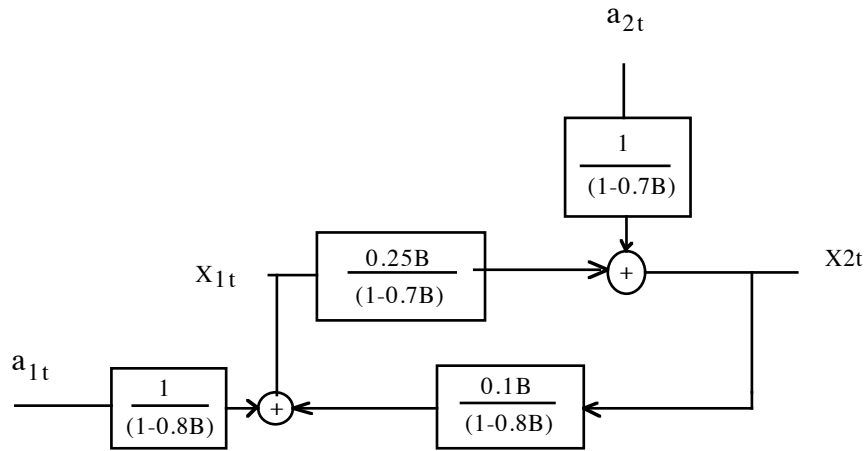 a2t
1
(1-0.7B)
X1t
0.25B
(1-0.7B)
+
X2t
a1t
1
(1-0.8B)
+
0.1B
(1-0.8B)